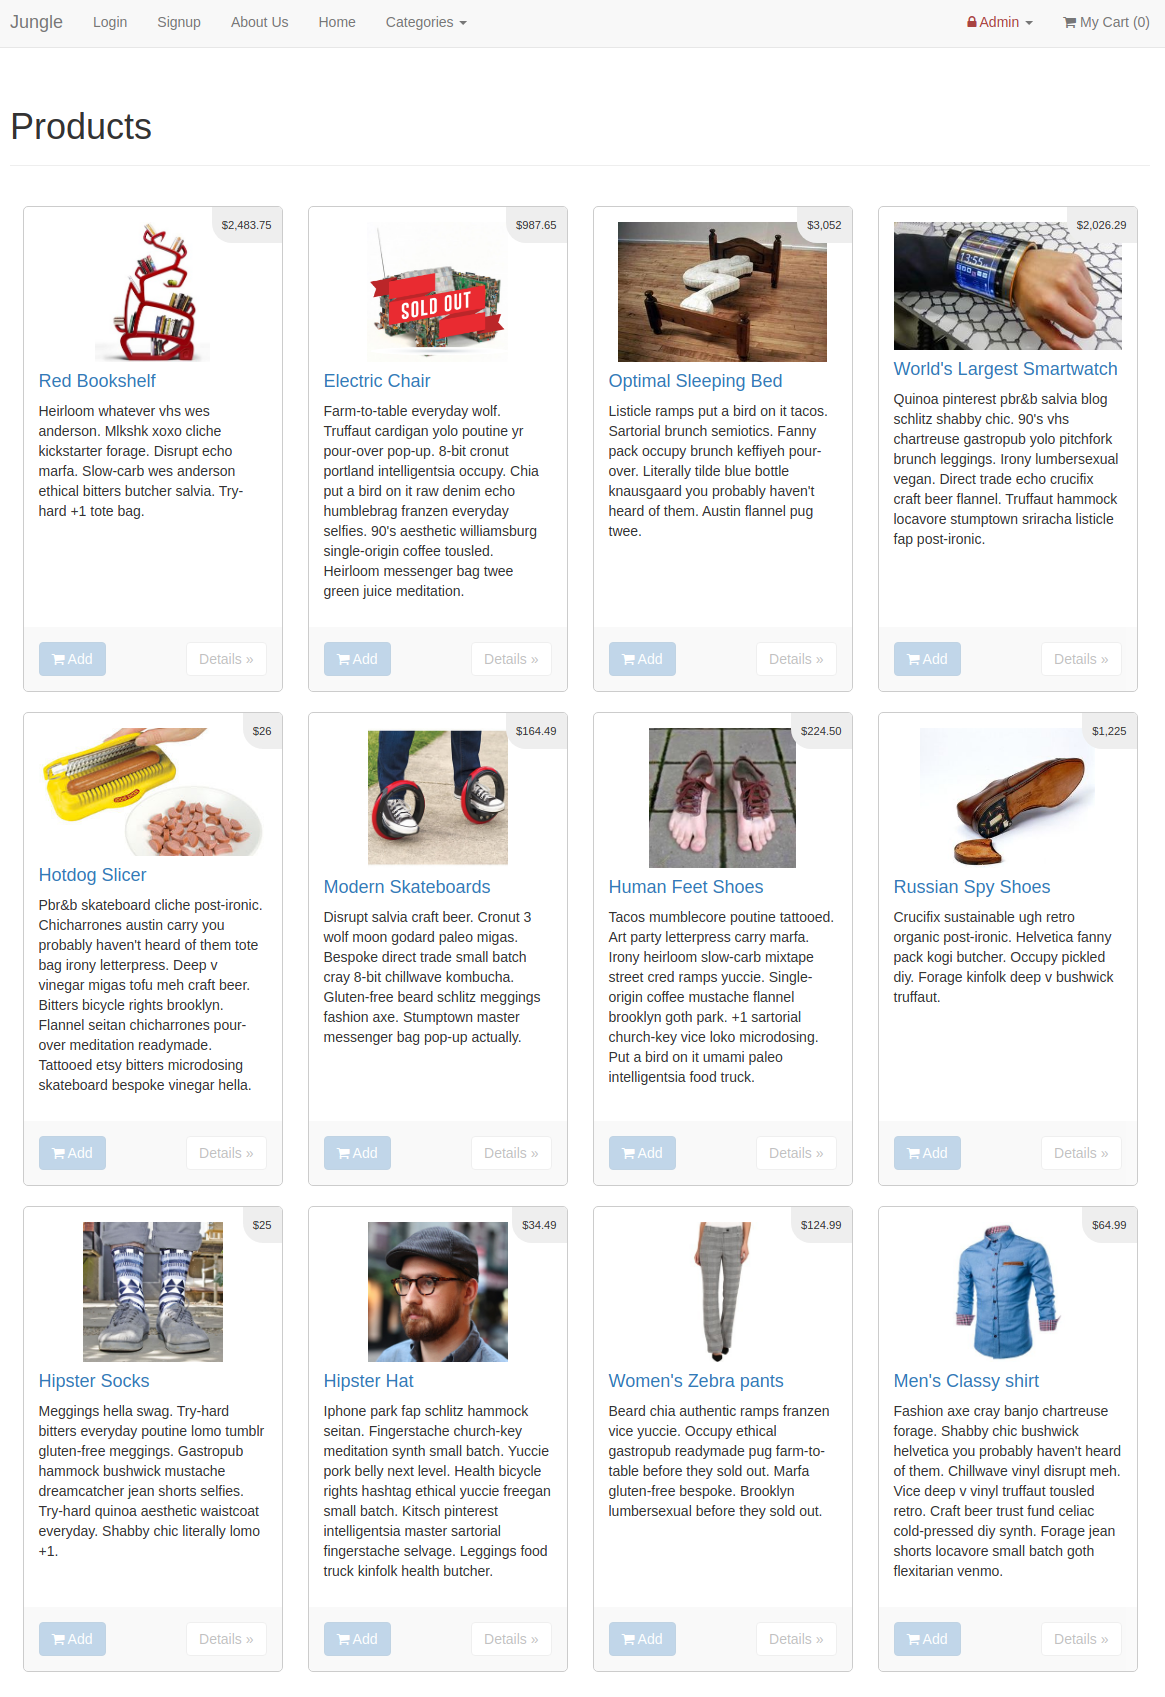 Jungle Login Signup About Us Home Categories Admin My Cart (0)
Products
$2,483.75
Red Bookshelf
Heirloom whatever vhs wes
anderson. Mlkshk xoxo cliche
kickstarter forage. Disrupt echo
marfa. Slow-carb wes anderson
ethical bitters butcher salvia. Try-
hard +1 tote bag.
Add Details »
$987.65
SOLD OUT
Electric Chair
Farm-to-table everyday wolf.
Truffaut cardigan yolo poutine yr
pour-over pop-up. 8-bit cronut
portland intelligentsia occupy. Chia
put a bird on it raw denim echo
humblebrag franzen everyday
selfies. 90's aesthetic williamsburg
single-origin coffee tousled.
Heirloom messenger bag twee
green juice meditation.
Add Details »
$3,052
Optimal Sleeping Bed
Listicle ramps put a bird on it tacos.
Sartorial brunch semiotics. Fanny
pack occupy brunch keffiyeh pour-
over. Literally tilde blue bottle
knausgaard you probably haven't
heard of them. Austin flannel pug
twee.
Add Details »
$2,026.29
13:55
World's Largest Smartwatch
Quinoa pinterest pbr&b salvia blog
schlitz shabby chic. 90's vhs
chartreuse gastropub yolo pitchfork
brunch leggings. Irony lumbersexual
vegan. Direct trade echo crucifix
craft beer flannel. Truffaut hammock
locavore stumptown sriracha listicle
fap post-ironic.
Add Details »
$26
Hotdog Slicer
Pbr&b skateboard cliche post-ironic.
Chicharrones austin carry you
probably haven't heard of them tote
bag irony letterpress. Deep v
vinegar migas tofu meh craft beer.
Bitters bicycle rights brooklyn.
Flannel seitan chicharrones pour-
over meditation readymade.
Tattooed etsy bitters microdosing
skateboard bespoke vinegar hella.
Add Details »
$164.49
Modern Skateboards
Disrupt salvia craft beer. Cronut 3
wolf moon godard paleo migas.
Bespoke direct trade small batch
cray 8-bit chillwave kombucha.
Gluten-free beard schlitz meggings
fashion axe. Stumptown master
messenger bag pop-up actually.
Add Details »
$224.50
Human Feet Shoes
Tacos mumblecore poutine tattooed.
Art party letterpress carry marfa.
Irony heirloom slow-carb mixtape
street cred ramps yuccie. Single-
origin coffee mustache flannel
brooklyn goth park. +1 sartorial
church-key vice loko microdosing.
Put a bird on it umami paleo
intelligentsia food truck.
Add Details »
$1,225
Russian Spy Shoes
Crucifix sustainable ugh retro
organic post-ironic. Helvetica fanny
pack kogi butcher. Occupy pickled
diy. Forage kinfolk deep v bushwick
truffaut.
Add Details »
$25
Hipster Socks
Meggings hella swag. Try-hard
bitters everyday poutine lomo tumblr
gluten-free meggings. Gastropub
hammock bushwick mustache
dreamcatcher jean shorts selfies.
Try-hard quinoa aesthetic waistcoat
everyday. Shabby chic literally lomo
+1.
Add Details »
$34.49
Hipster Hat
Iphone park fap schlitz hammock
seitan. Fingerstache church-key
meditation synth small batch. Yuccie
pork belly next level. Health bicycle
rights hashtag ethical yuccie freegan
small batch. Kitsch pinterest
intelligentsia master sartorial
fingerstache selvage. Leggings food
truck kinfolk health butcher.
Add Details »
$124.99
Women's Zebra pants
Beard chia authentic ramps franzen
vice yuccie. Occupy ethical
gastropub readymade pug farm-to-
table before they sold out. Marfa
gluten-free bespoke. Brooklyn
lumbersexual before they sold out.
Add Details »
$64.99
Men's Classy shirt
Fashion axe cray banjo chartreuse
forage. Shabby chic bushwick
helvetica you probably haven't heard
of them. Chillwave vinyl disrupt meh.
Vice deep v vinyl truffaut tousled
retro. Craft beer trust fund celiac
cold-pressed diy synth. Forage jean
shorts locavore small batch goth
flexitarian venmo.
Add Details »